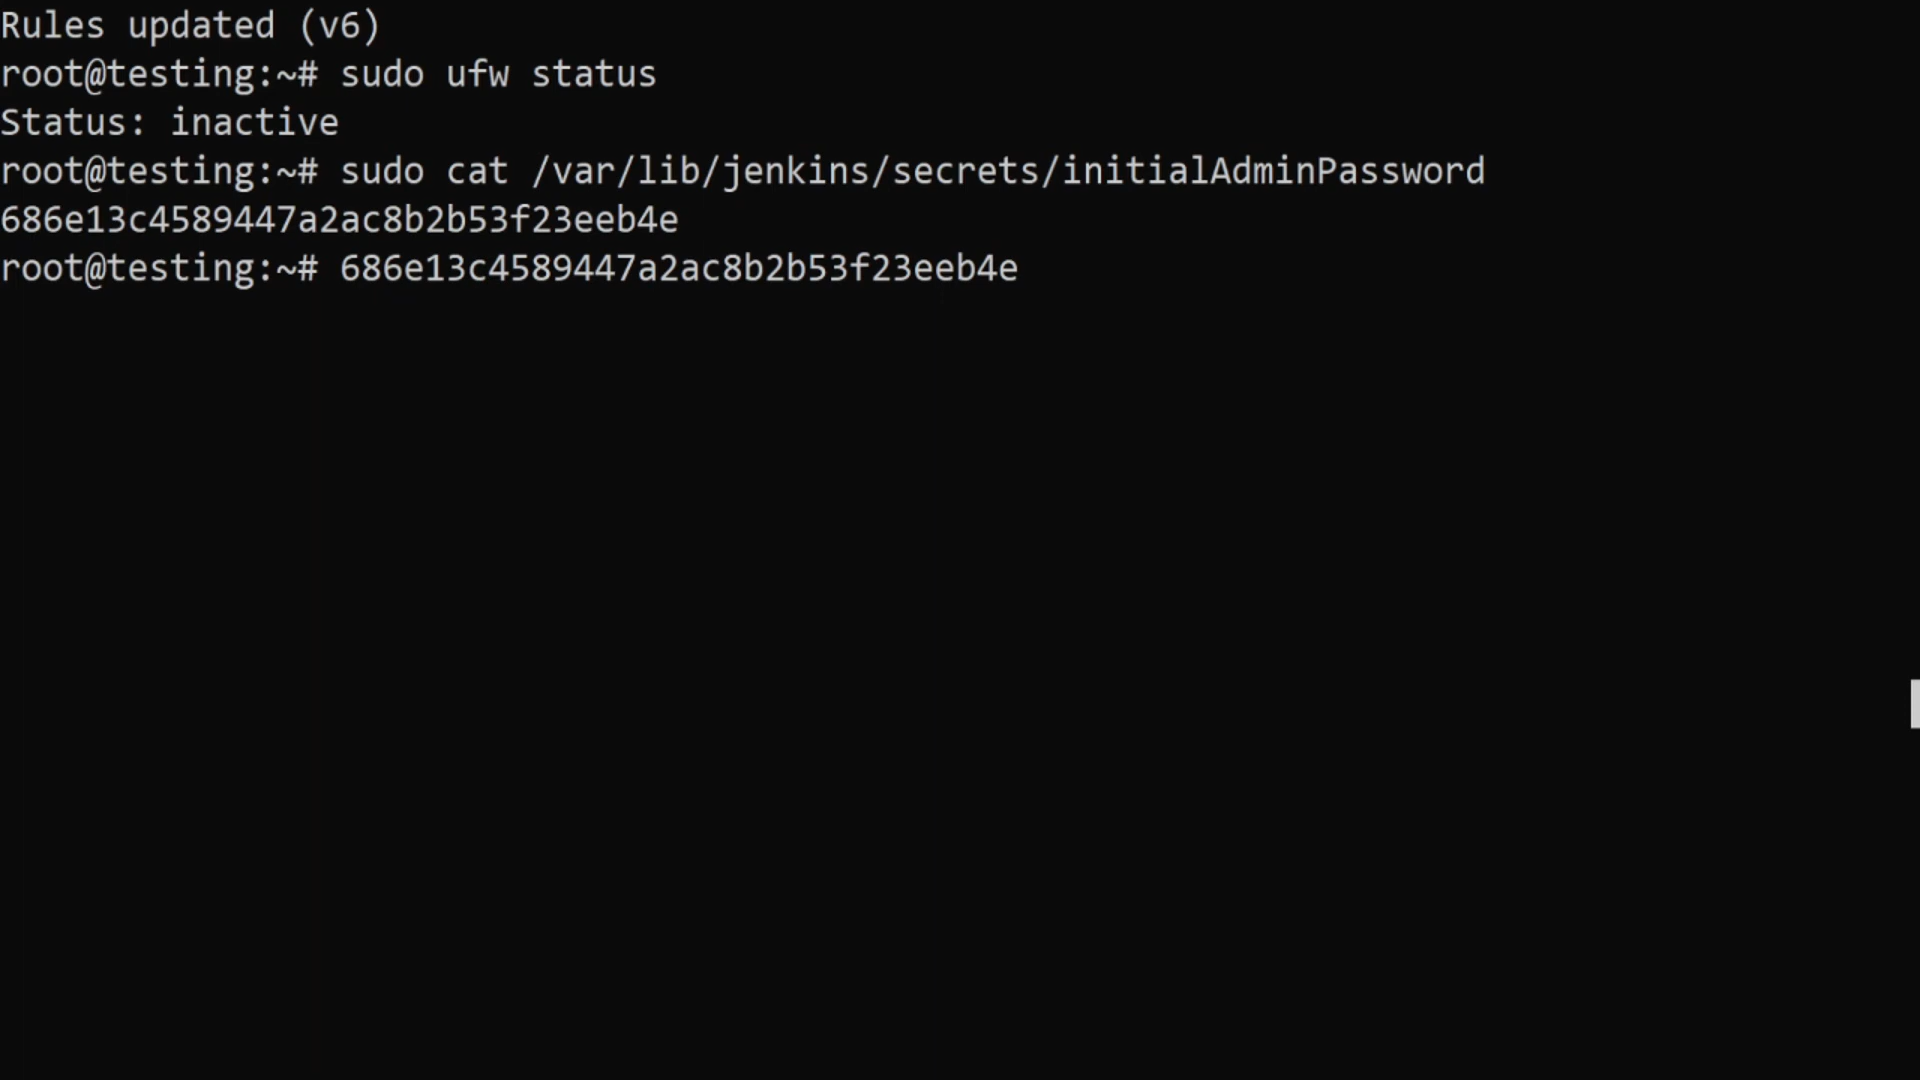 Rules updated (v6)
root@testing:~# sudo ufw status
Status: inactive
root@testing:~# sudo cat /var/lib/jenkins/secrets/initialAdminPassword
686e13c4589447a2ac8b2b53f23eeb4e
root@testing:~# 686e13c4589447a2ac8b2b53f23eeb4e